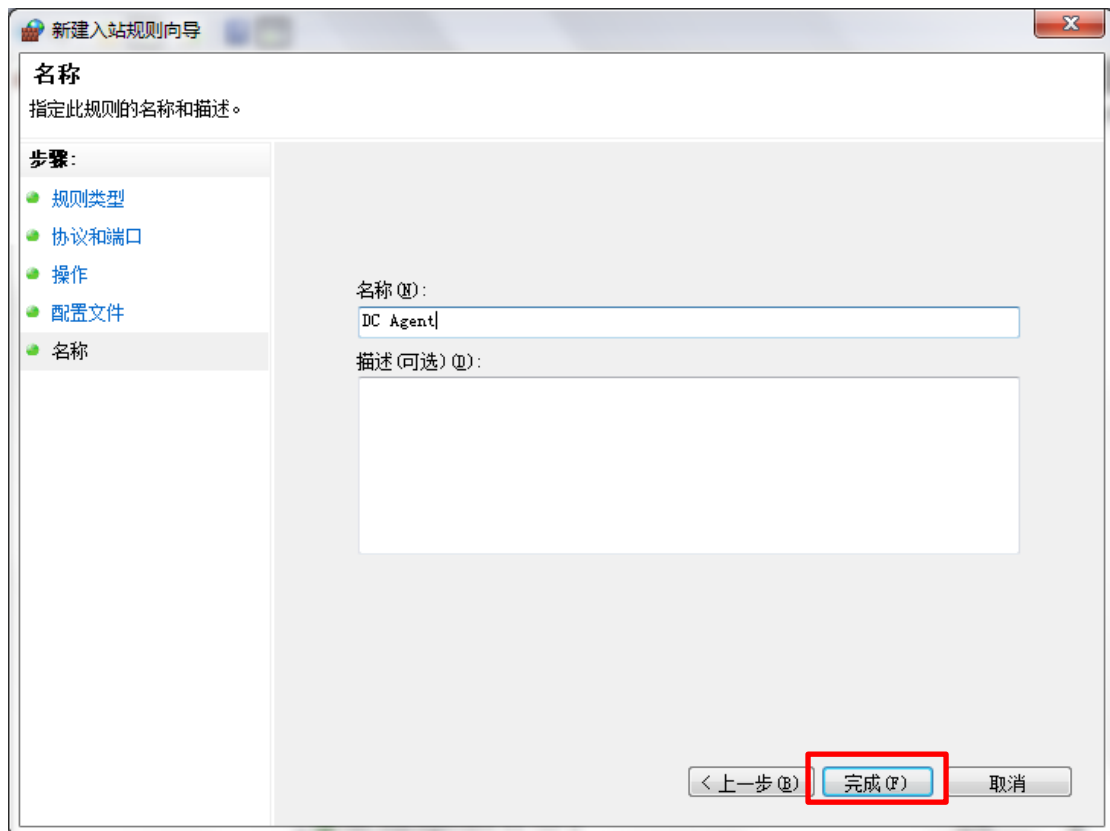 新建入站规则向导
名称
指定此规则的名称和描述。
步骤:
规则类型
协议和端口
操作
配置文件
名称
名称(N):
DC Agent
描述(可选)(D):
< 上一步(B)
完成(F)
取消